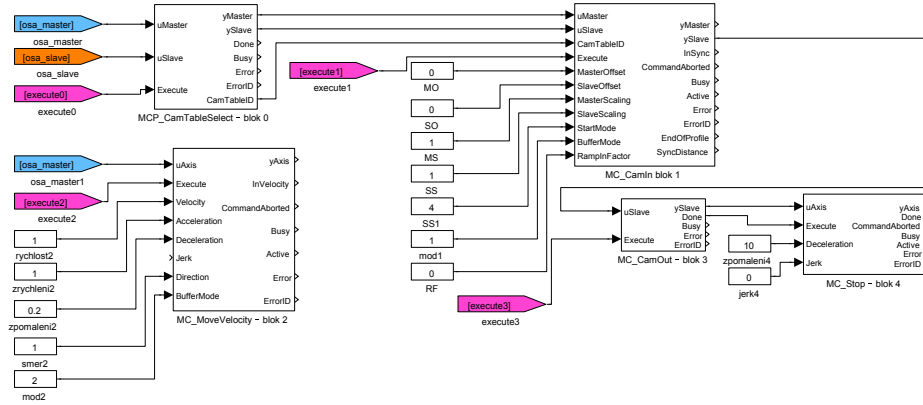 [osa_master]
osa_master
[osa_slave]
osa_slave
[execute0]
execute0
uMaster
uSlave
Execute
yMaster
ySlave
Done
Busy
Error
ErrorID
CamTableID
MCP_CamTableSelect - blok 0
[execute1]
execute1
0
MO
0
SO
1
MS
1
SS
4
SS1
1
mod1
0
RF
uMaster
uSlave
CamTableID
Execute
MasterOffset
SlaveOffset
MasterScaling
SlaveScaling
StartMode
BufferMode
RampInFactor
yMaster
ySlave
InSync
CommandAborted
Busy
Active
Error
ErrorID
EndOfProfile
SyncDistance
MC_CamIn blok 1
[osa_master]
osa_master1
[execute2]
execute2
1
rychlost2
1
zrychleni2
0.2
zpomaleni2
1
smer2
2
mod2
uAxis
Execute
Velocity
Acceleration
Deceleration
Jerk
Direction
BufferMode
yAxis
InVelocity
CommandAborted
Busy
Active
Error
ErrorID
MC_MoveVelocity - blok 2
[execute3]
execute3
uSlave
Execute
ySlave
Done
Busy
Error
ErrorID
MC_CamOut - blok 3
10
zpomaleni4
0
jerk4
uAxis
Execute
Deceleration
Jerk
yAxis
Done
CommandAborted
Busy
Active
Error
ErrorID
MC_Stop - blok 4